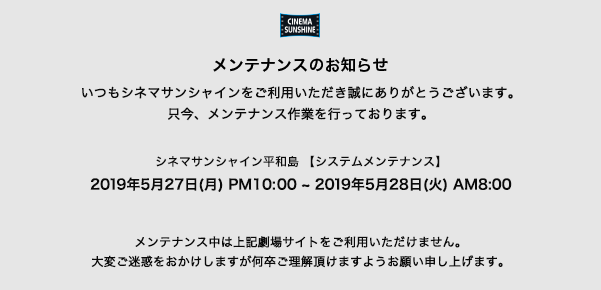 CINEMA
SUNSHINE
メンテナンスのお知らせ
いつもシネマサンシャインをご利用いただき誠にありがとうございます。
只今、メンテナンス作業を行っております。
シネマサンシャイン平和島 【システムメンテナンス】
2019年5月27日(月) PM10:00 ~ 2019年5月28日(火) AM8:00
メンテナンス中は上記劇場サイトをご利用いただけません。
大変ご迷惑をおかけしますが何卒ご理解頂けますようお願い申し上げます。